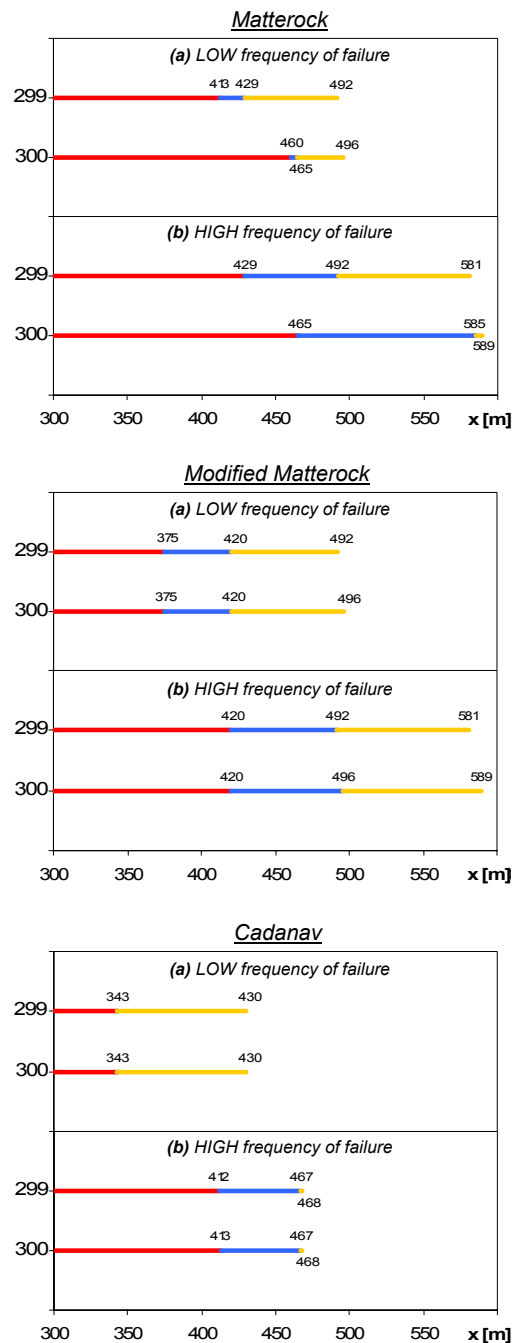 Matterock
(a) LOW frequency of failure
413 429 492
299
460 496
300
465
(b) HIGH frequency of failure
429 492 581
299
465 585
300
589
300 350 400 450 500 550 x [m]
Modified Matterock
(a) LOW frequency of failure
375 420 492
299
375 420 496
300
(b) HIGH frequency of failure
420 492 581
299
420 496 589
300
300 350 400 450 500 550 x [m]
Cadanav
(a) LOW frequency of failure
343 430
299
343 430
300
(b) HIGH frequency of failure
412 467
299
468
413 467
300
468
300 350 400 450 500 550 x [m]